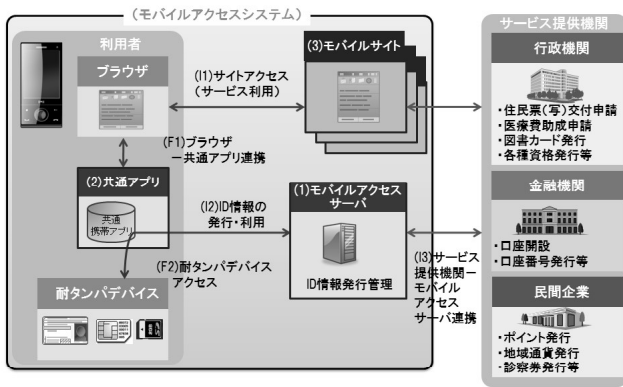 (モバイルアクセスシステム)
利用者
ブラウザ
(I1)サイトアクセス
(サービス利用)
(3)モバイルサイト
(F1)ブラウザ
ー共通アプリ連携
(2)共通アプリ
共通
携帯アプリ
(I2)ID情報の
発行・利用
(1)モバイルアクセス
サーバ
ID情報発行管理
(F2)耐タンパデバイス
アクセス
耐タンパデバイス
(I3)サービス
提供機関ー
モバイル
アクセス
サーバ連携
サービス提供機関
行政機関
・住民票(写)交付申請
・医療費助成申請
・図書カード発行
・各種資格発行等
金融機関
・口座開設
・口座番号発行等
民間企業
・ポイント発行
・地域通貨発行
・診察券発行等